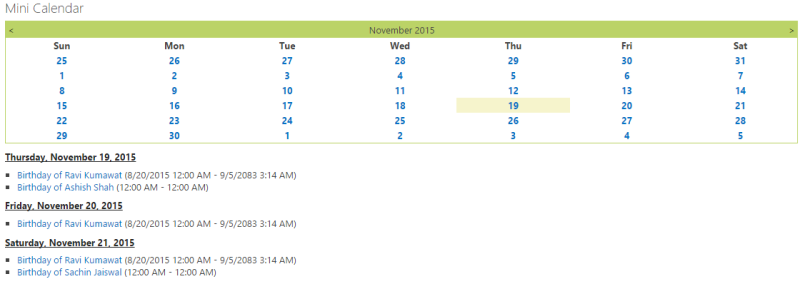 Mini Calendar
< November 2015 >
Sun Mon Tue Wed Thu Fri Sat
25 26 27 28 29 30 31
1 2 3 4 5 6 7
8 9 10 11 12 13 14
15 16 17 18 19 20 21
22 23 24 25 26 27 28
29 30 1 2 3 4 5
Thursday, November 19, 2015
Birthday of Ravi Kumawat (8/20/2015 12:00 AM - 9/5/2083 3:14 AM)
Birthday of Ashish Shah (12:00 AM - 12:00 AM)
Friday, November 20, 2015
Birthday of Ravi Kumawat (8/20/2015 12:00 AM - 9/5/2083 3:14 AM)
Saturday, November 21, 2015
Birthday of Ravi Kumawat (8/20/2015 12:00 AM - 9/5/2083 3:14 AM)
Birthday of Sachin Jaiswal (12:00 AM - 12:00 AM)